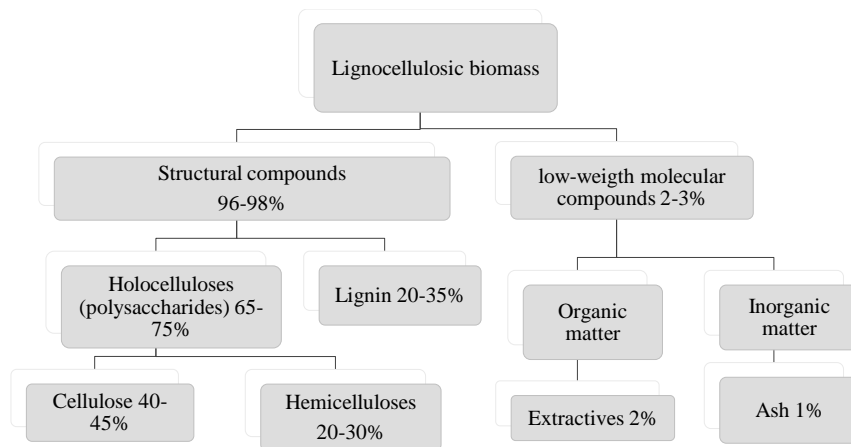 Lignocellulosic biomass
Structural compounds
96-98%
low-weigth molecular
compounds 2-3%
Holocelluloses
(polysaccharides) 65-
75%
Lignin 20-35%
Organic
matter
Inorganic
matter
Cellulose 40-
45%
Hemicelluloses
20-30%
Extractives 2%
Ash 1%